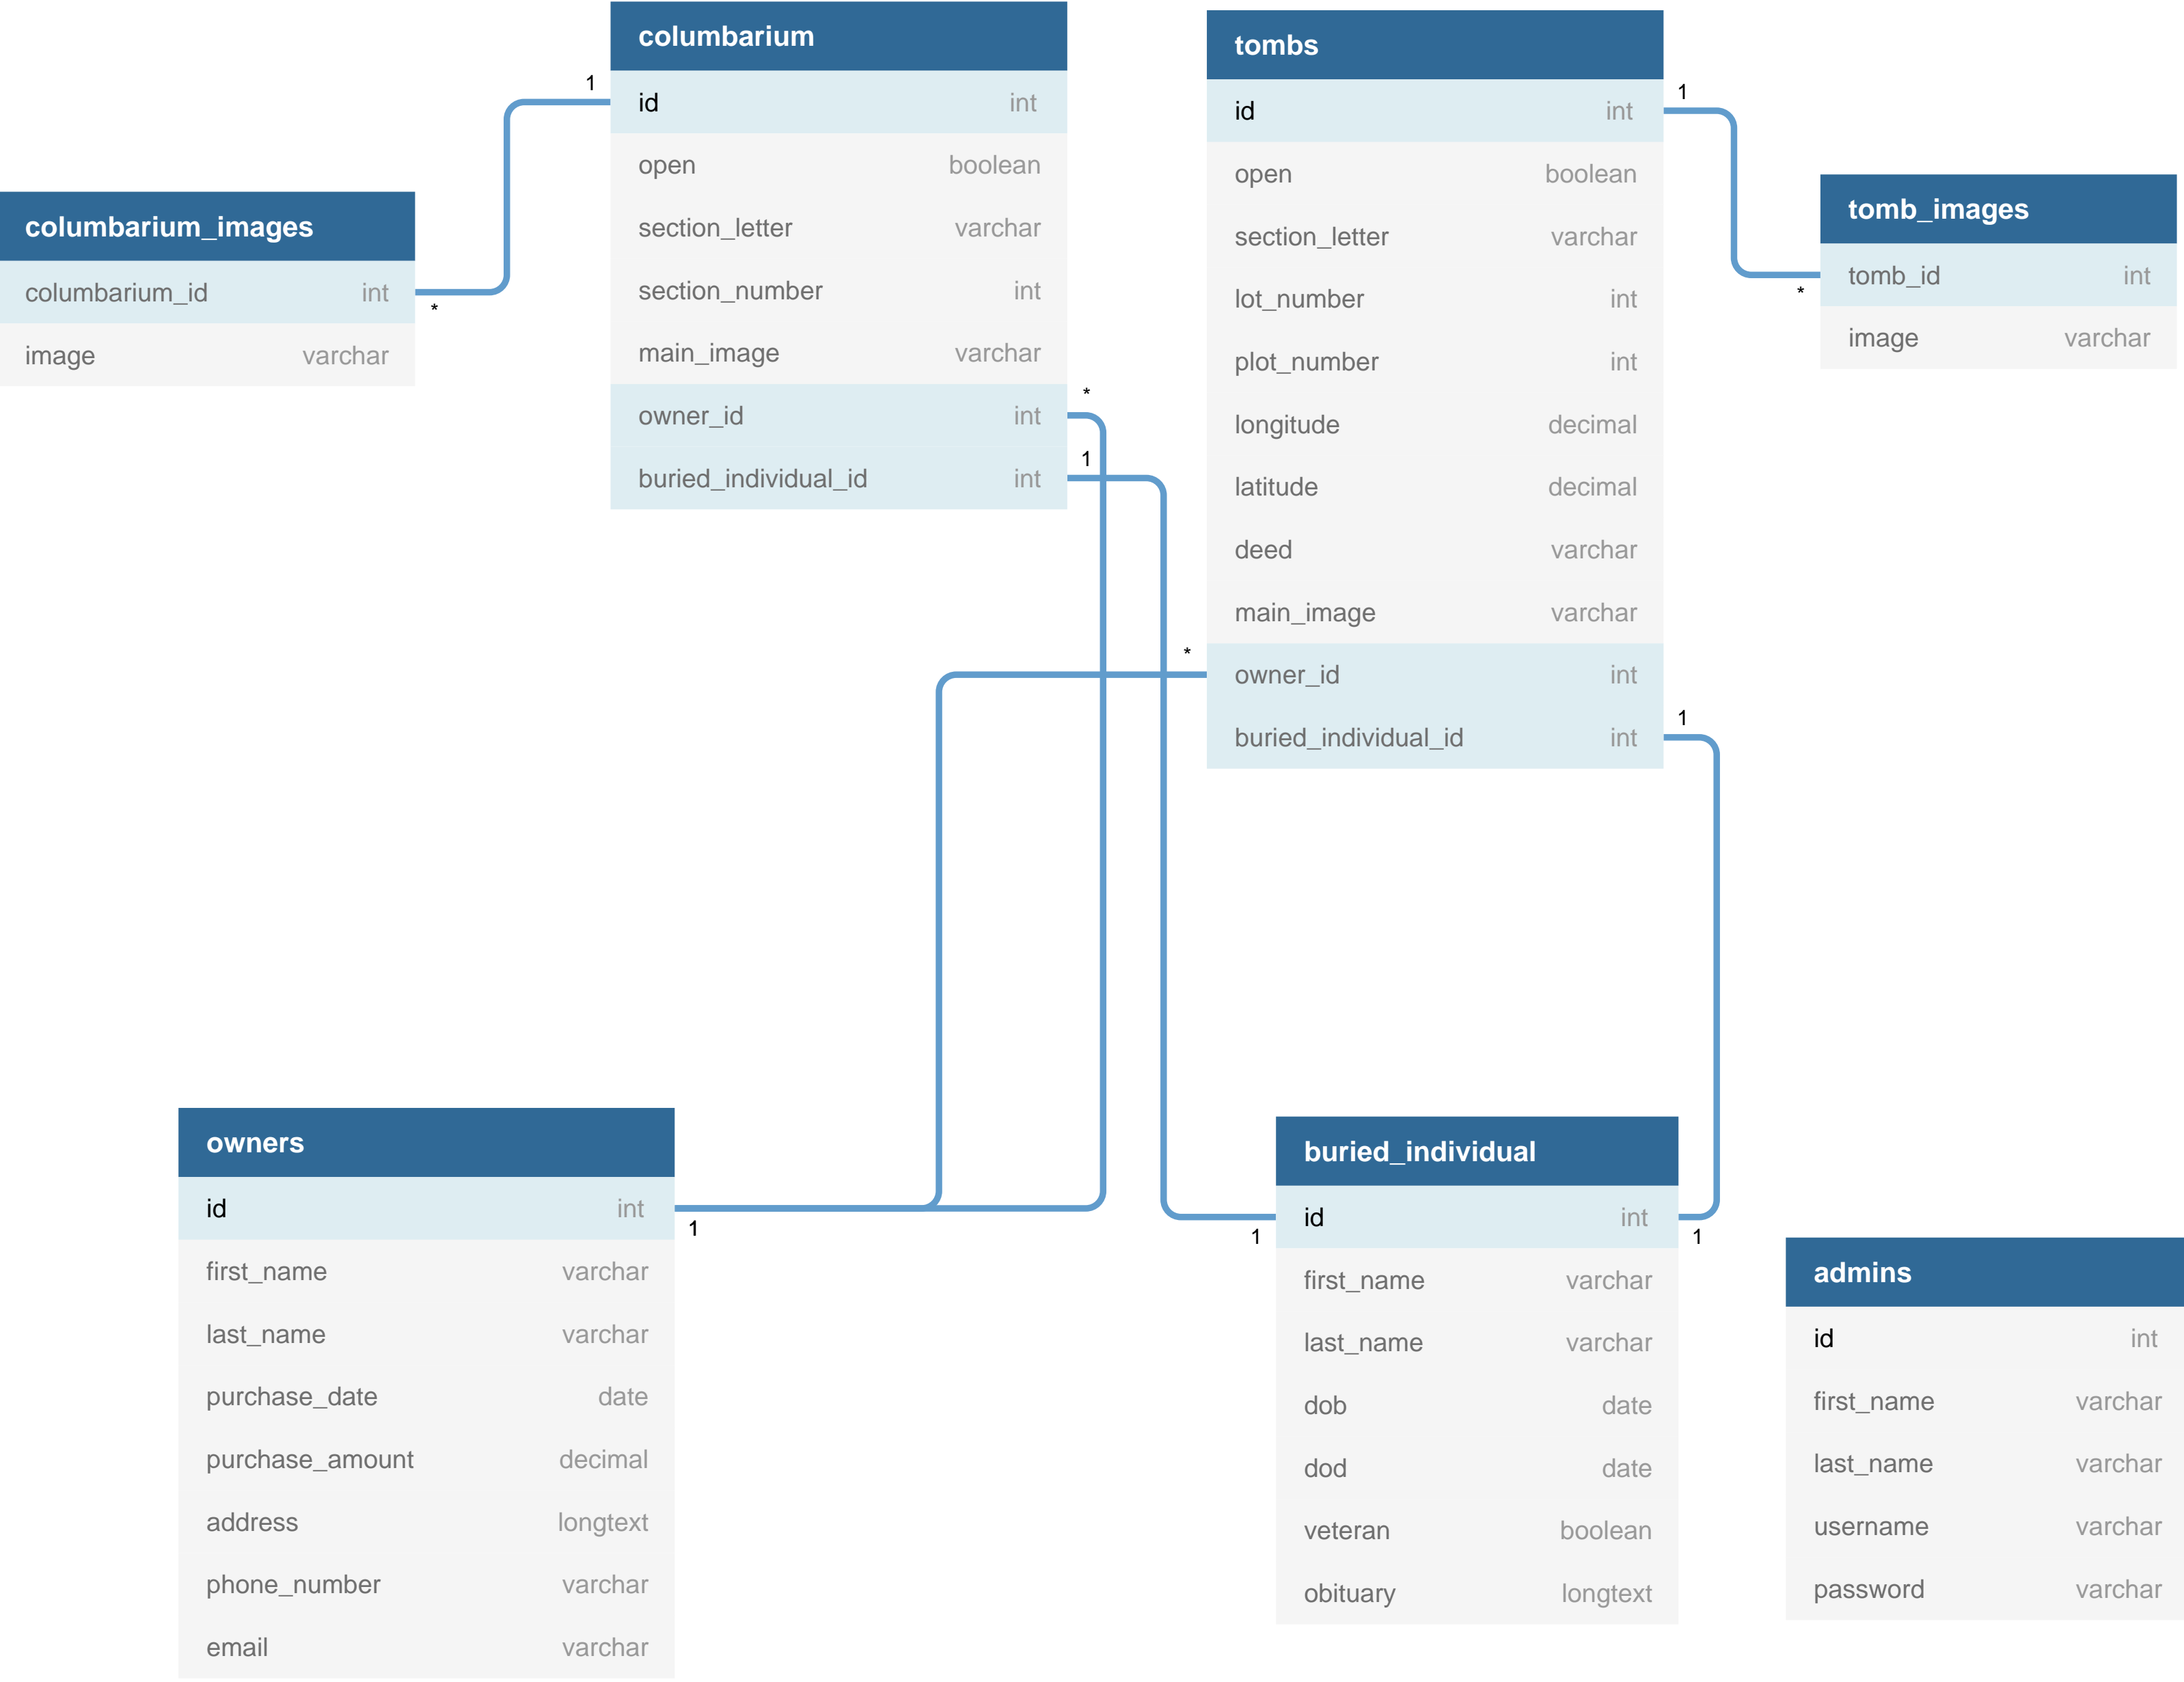 columbarium
1
id int
open boolean
section_letter varchar
section_number int
main_image varchar
owner_id int
*
buried_individual_id int
1
tombs
id int
1
open boolean
section_letter varchar
lot_number int
plot_number int
longitude decimal
latitude decimal
deed varchar
main_image varchar
*
owner_id int
buried_individual_id int
1
columbarium_images
columbarium_id int
*
image varchar
tomb_images
tomb_id int
*
image varchar
owners
id int
1
first_name varchar
last_name varchar
purchase_date date
purchase_amount decimal
address longtext
phone_number varchar
email varchar
buried_individual
id int
1
1
first_name varchar
last_name varchar
dob date
dod date
veteran boolean
obituary longtext
admins
id int
first_name varchar
last_name varchar
username varchar
password varchar